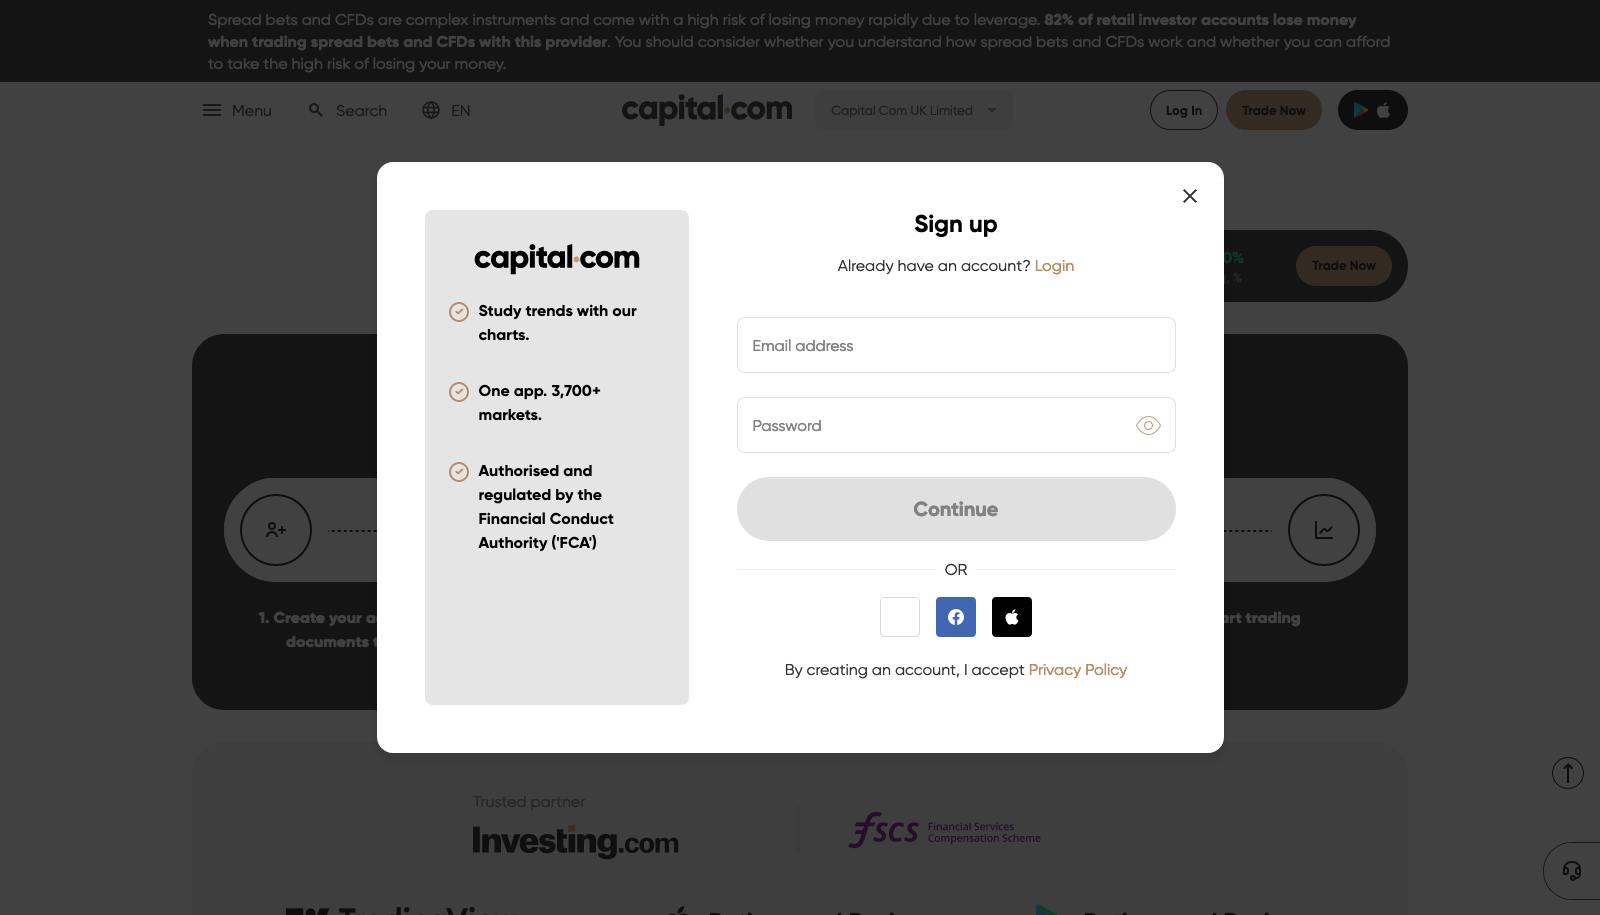 Spread bets and CFDs are complex instruments and come with a high risk of losing money rapidly due to leverage. 82% of retail investor accounts lose money
when trading spread bets and CFDs with this provider. You should consider whether you understand how spread bets and CFDs work and whether you can afford
to take the high risk of losing your money.
Menu
Search
EN
capital.com
Capital Com UK Limited
Log In
Trade Now
Sign up
Already have an account? Login
Email address
Password
Continue
OR
By creating an account, I accept Privacy Policy
capital.com
Study trends with our
charts.
One app. 3,700+
markets.
Authorised and
regulated by the
Financial Conduct
Authority ('FCA')
0%
%
Trade Now
1. Create your a
documents
art trading
Trusted partner
Investing.com
fscs
Financial Services
Compensation Scheme